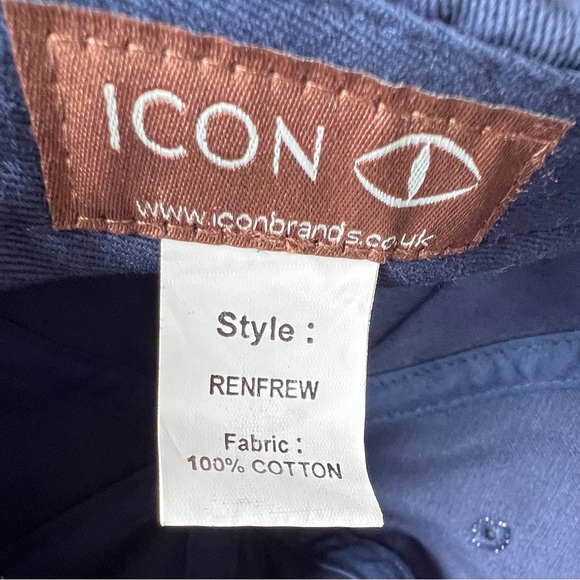 ICON
www.iconbrands.co.uk
Style :
RENFREW
Fabric :
100% COTTON